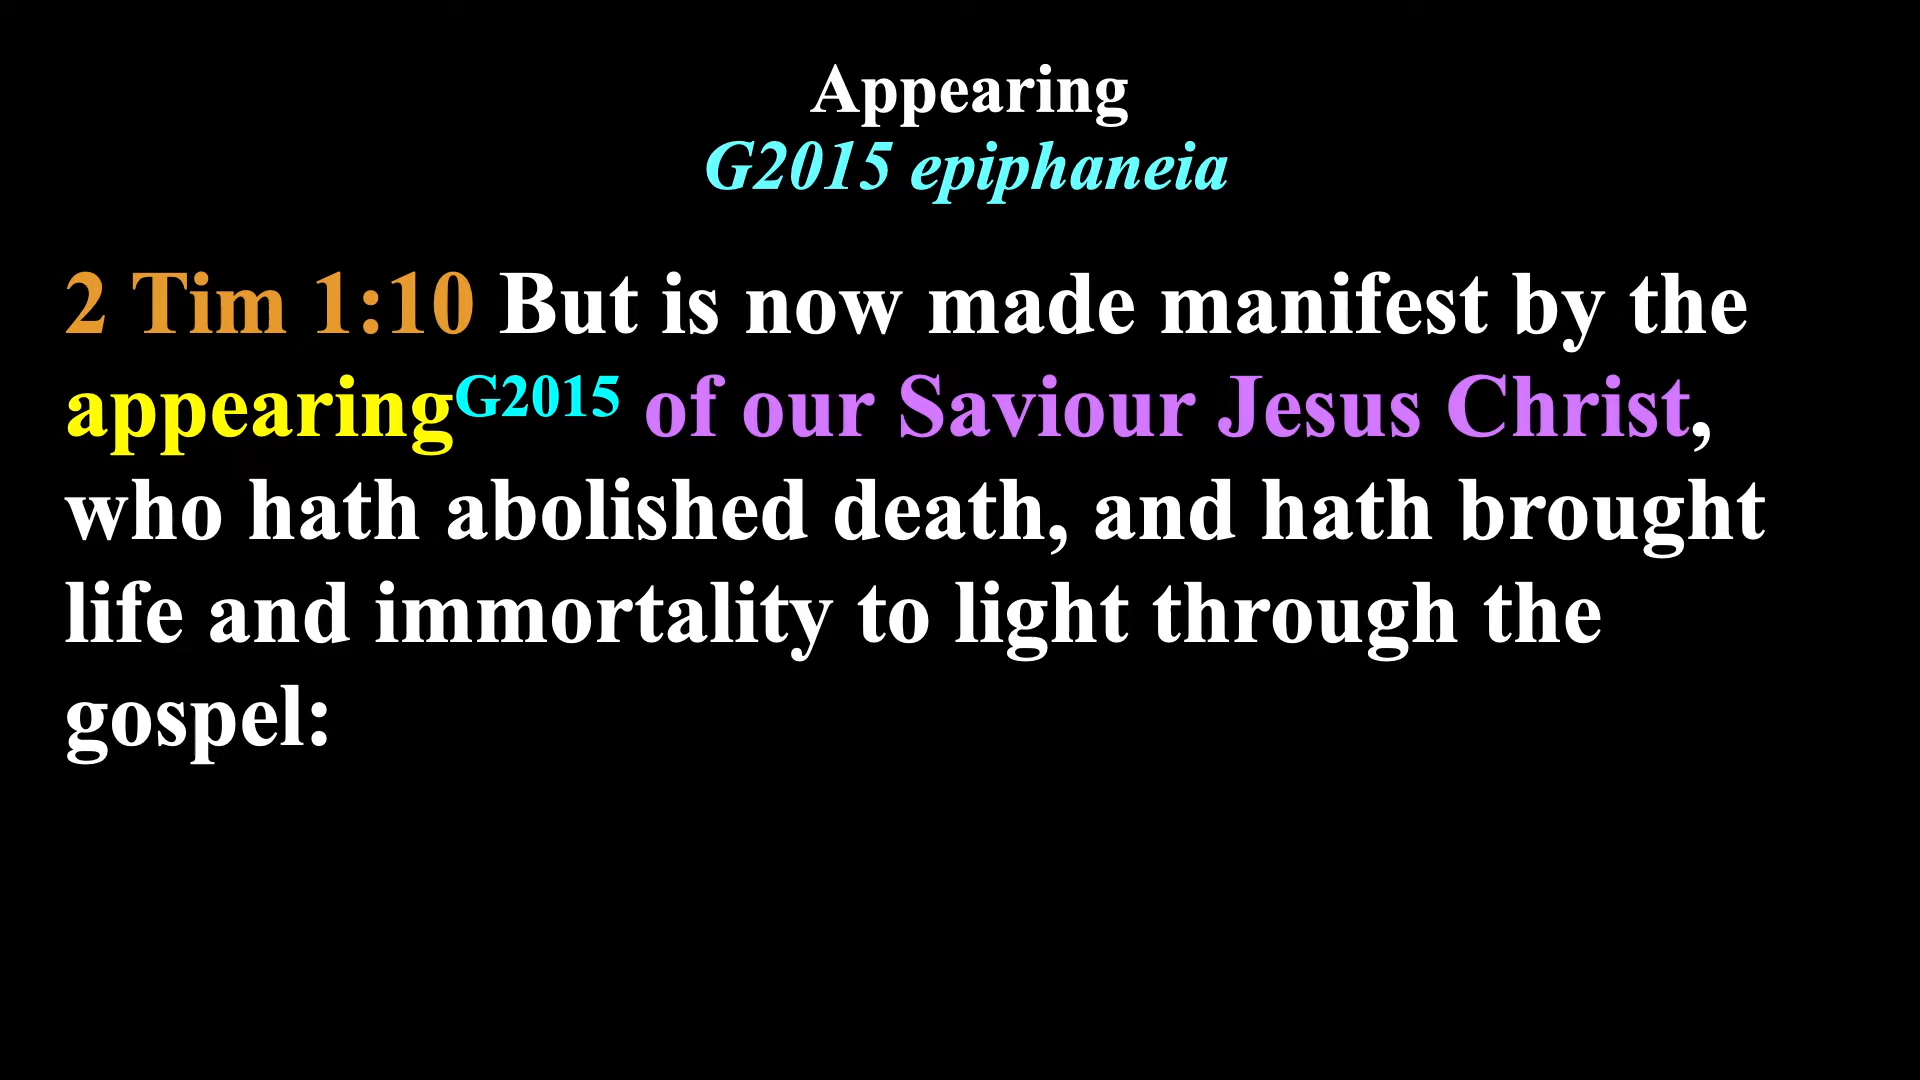 Appearing
G2015 epiphaneia
2 Tim 1:10 But is now made manifest by the
appearingG2015 of our Saviour Jesus Christ,
who hath abolished death, and hath brought
life and immortality to light through the
gospel: